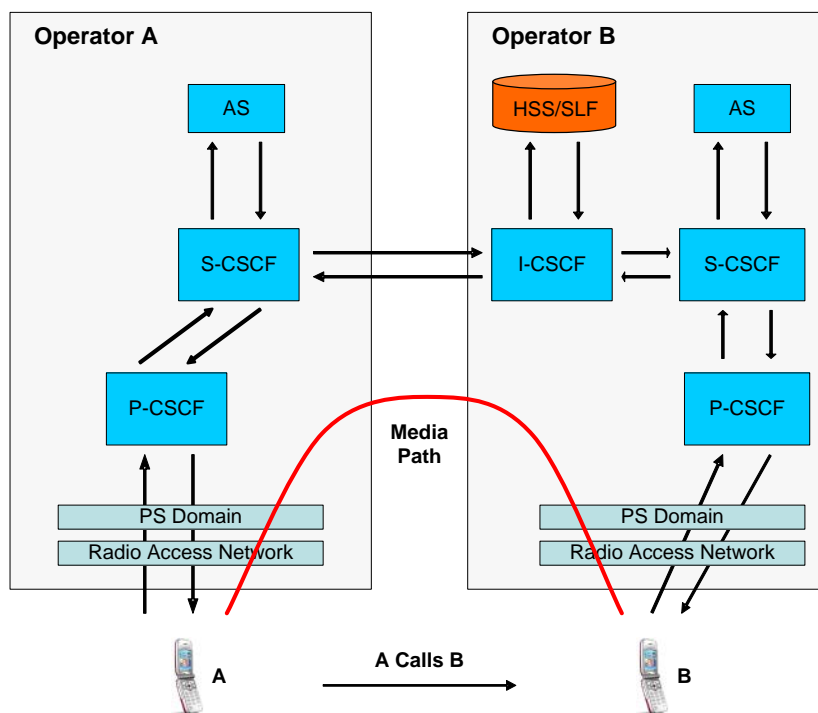 Operator A
Operator B
AS
HSS/SLF
AS
S-CSCF
I-CSCF
S-CSCF
P-CSCF
P-CSCF
Media
Path
PS Domain
PS Domain
Radio Access Network
Radio Access Network
A Calls B
A
B